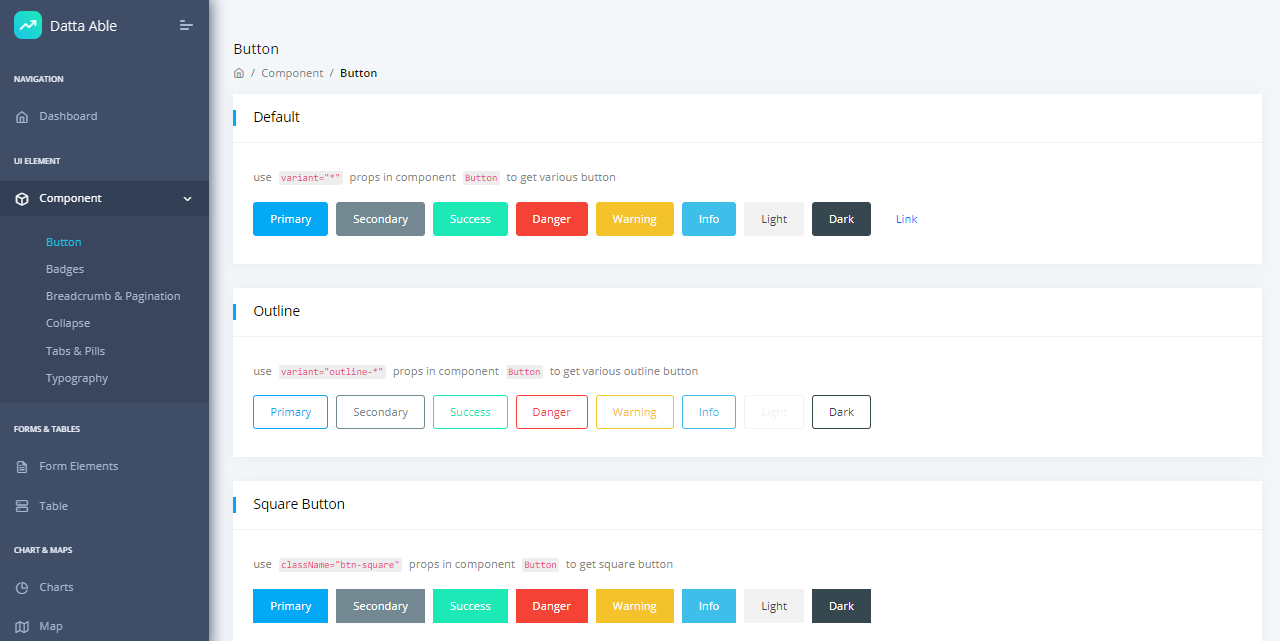 Datta Able
NAVIGATION
Dashboard
UI ELEMENT
Component
Button
Badges
Breadcrumb & Pagination
Collapse
Tabs & Pills
Typography
FORMS & TABLES
Form Elements
Table
CHART & MAPS
Charts
Map
Button
/ Component / Button
Default
use variant="*" props in component Button to get various button
Primary Secondary Success Danger Warning Info Light Dark Link
Outline
use variant="outline-*" props in component Button to get various outline button
Primary Secondary Success Danger Warning Info Light Dark
Square Button
use className="btn-square" props in component Button to get square button
Primary Secondary Success Danger Warning Info Light Dark